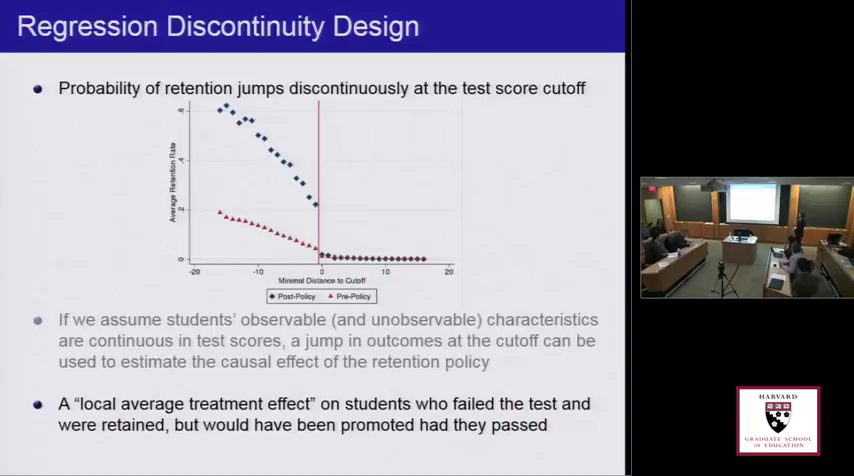 Regression Discontinuity Design
Probability of retention jumps discontinuously at the test score cutoff
Average Retention Rate
.6
.4
.2
0
-20
-10
0
10
20
Minimal Distance to Cutoff
Post-Policy
Pre-Policy
If we assume students' observable (and unobservable) characteristics
are continuous in test scores, a jump in outcomes at the cutoff can be
used to estimate the causal effect of the retention policy
A "local average treatment effect" on students who failed the test and
were retained, but would have been promoted had they passed
HARVARD
GRADUATE SCHOOL
OF EDUCATION